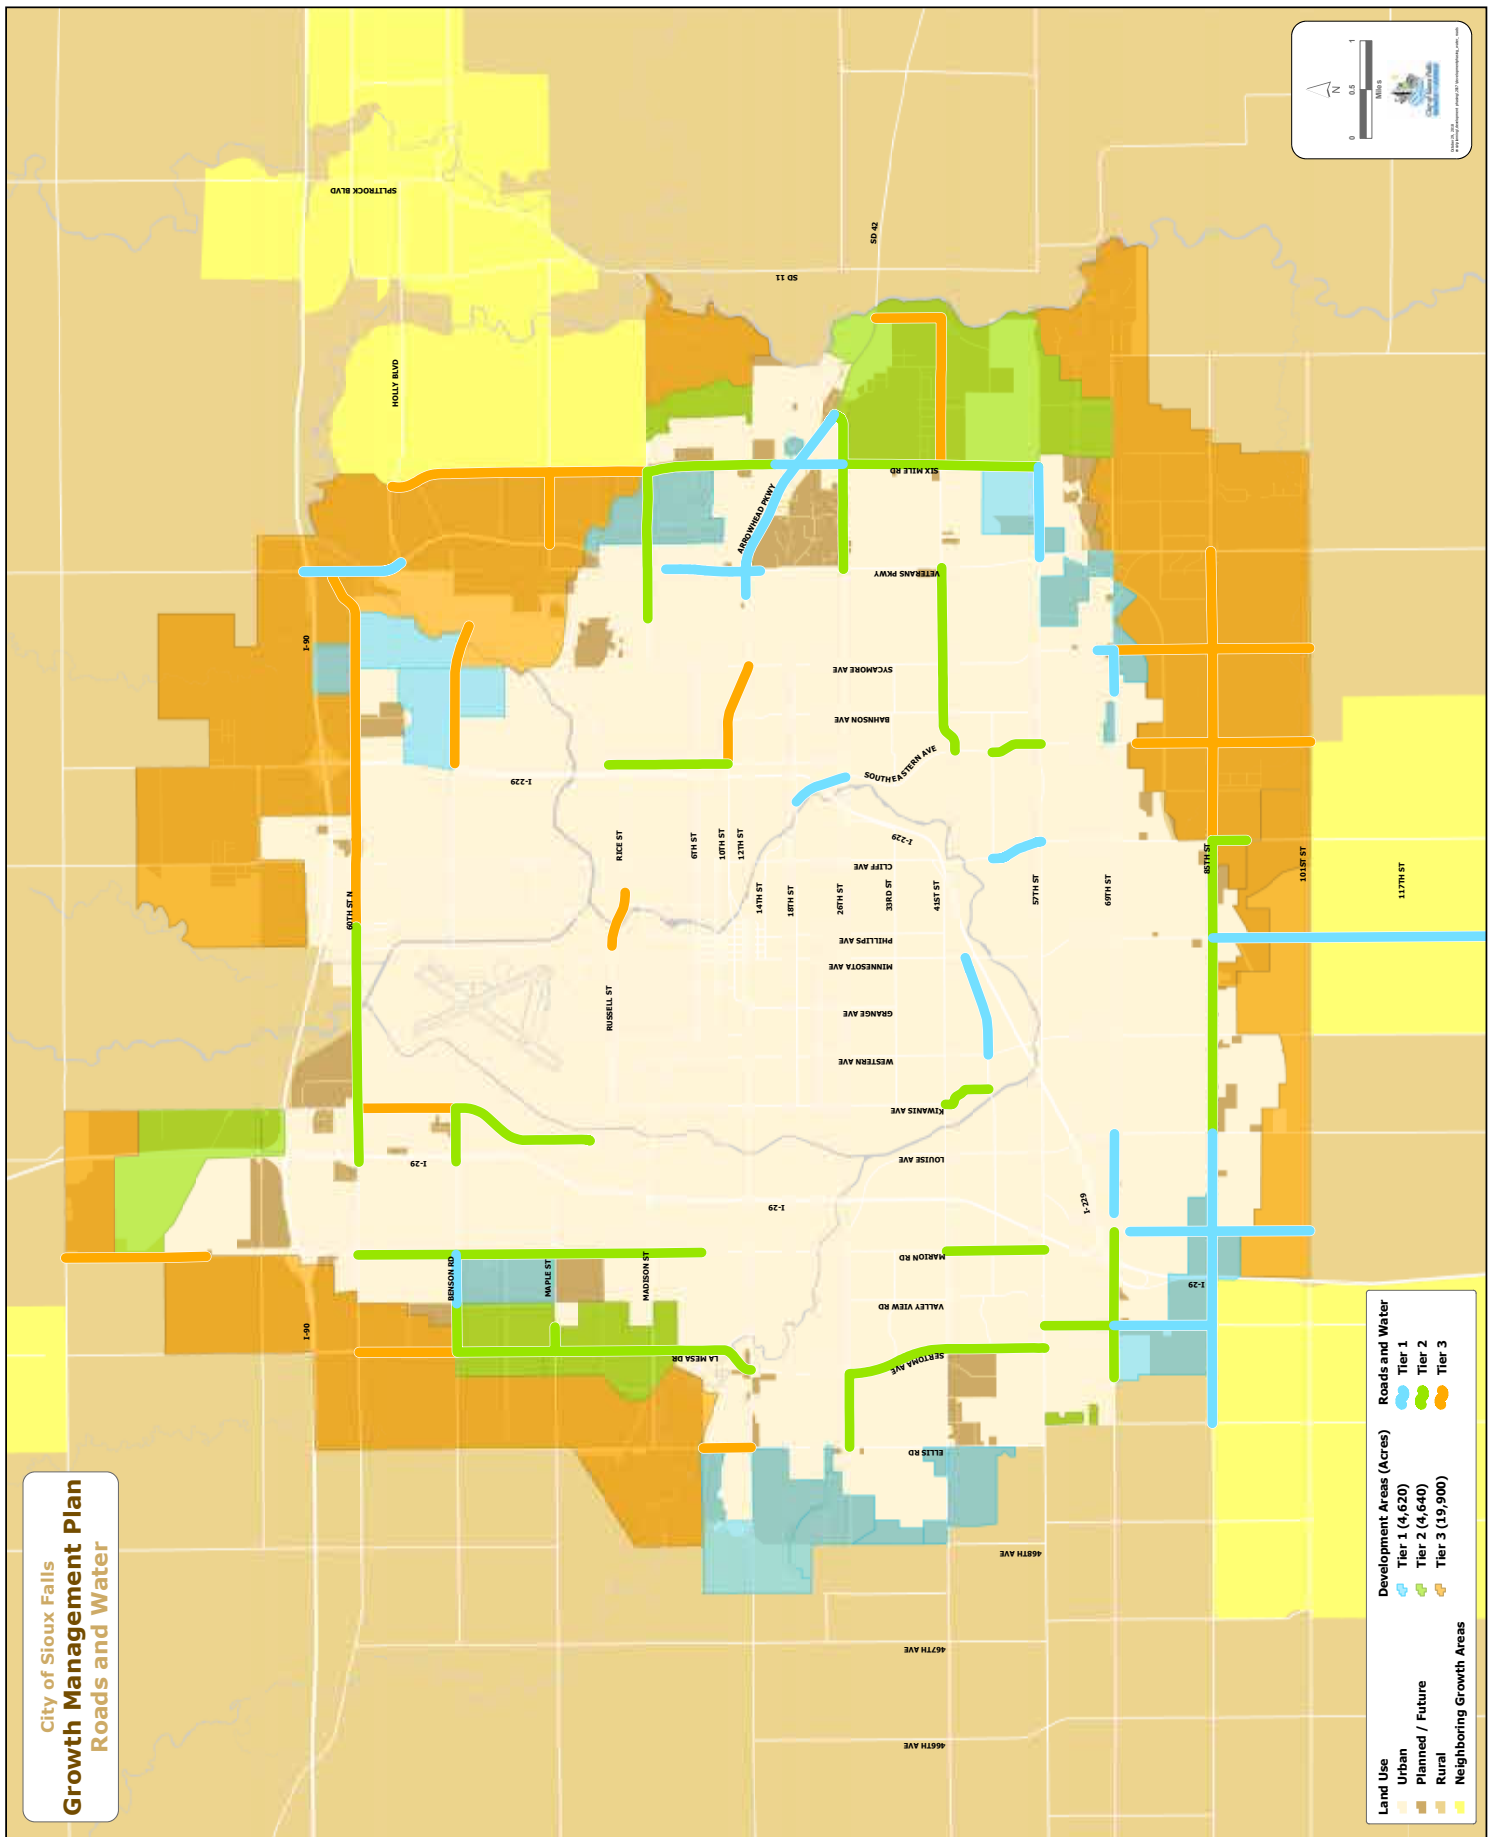 City of Sioux Falls
Growth Management Plan
Roads and Water
SPLITROCK BLVD
HOLLY BLVD
SD 42
SD 11
SIX MILE RD
ARROWHEAD PKWY
VETERANS PKWY
I-90
SYCAMORE AVE
BAHNSON AVE
SOUTHEASTERN AVE
I-229
I-229
CLIFF AVE
RICE ST
6TH ST
10TH ST
12TH ST
14TH ST
18TH ST
26TH ST
33RD ST
41ST ST
57TH ST
69TH ST
85TH ST
101ST ST
117TH ST
60TH ST N
PHILLIPS AVE
MINNESOTA AVE
RUSSELL ST
GRANGE AVE
WESTERN AVE
KIWANIS AVE
LOUISE AVE
I-29
I-29
I-229
MARION RD
BENSON RD
MAPLE ST
MADISON ST
I-29
VALLEY VIEW RD
I-90
LA MESA DR
SERTOMA AVE
ELLIS RD
468TH AVE
467TH AVE
466TH AVE
Land Use
Urban
Planned / Future
Rural
Neighboring Growth Areas
Development Areas (Acres)
Tier 1 (4,620)
Tier 2 (4,640)
Tier 3 (19,900)
Roads and Water
Tier 1
Tier 2
Tier 3
N
0 0.5 1
Miles